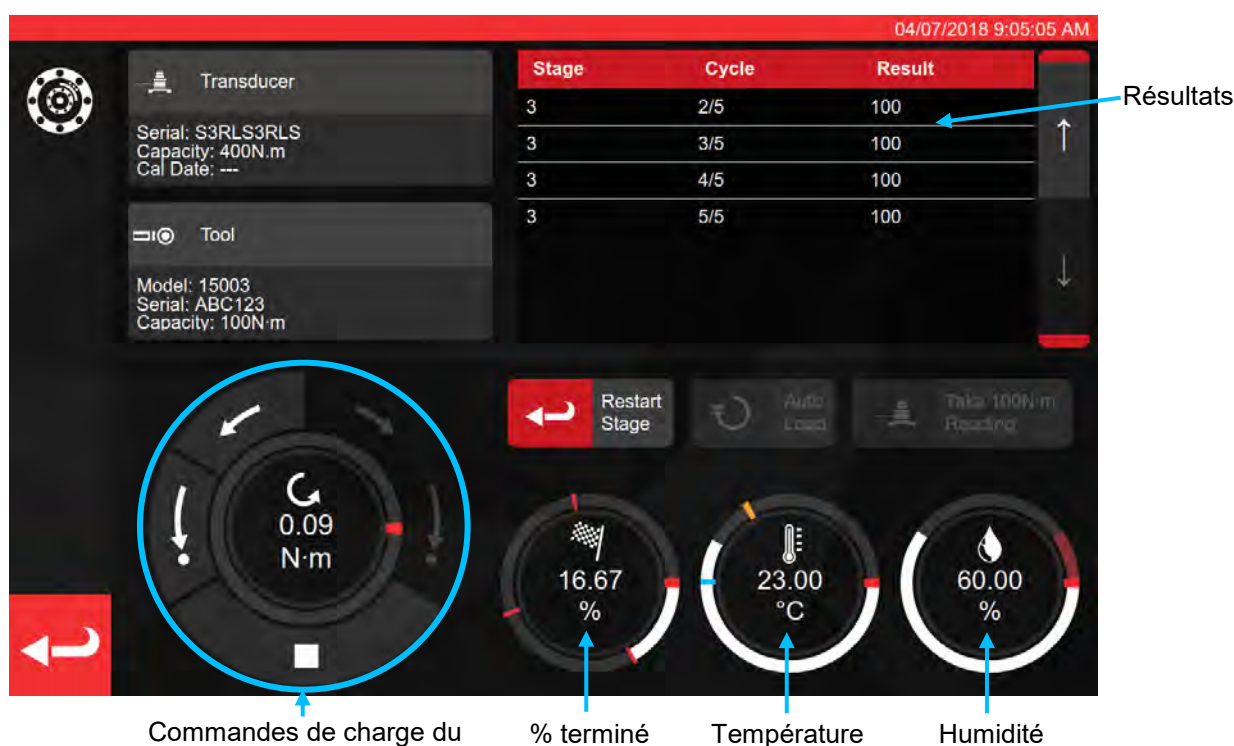 04/07/2018 9:05:05 AM
Transducer
Serial: S3RLS3RLS
Capacity: 400N.m
Cal Date: ---
Tool
Model: 15003
Serial: ABC123
Capacity: 100N·m
Stage Cycle Result
3 2/5 100
3 3/5 100
3 4/5 100
3 5/5 100
Résultats
Restart
Stage
Auto
Load
Take 100N·m
Reading
0.09
N·m
16.67
%
23.00
°C
60.00
%
Commandes de charge du
% terminé
Température
Humidité